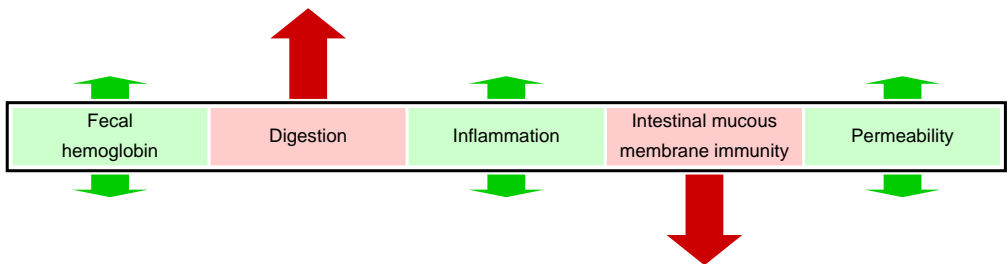 Fecal
hemoglobin
Digestion
Inflammation
Intestinal mucous
membrane immunity
Permeability